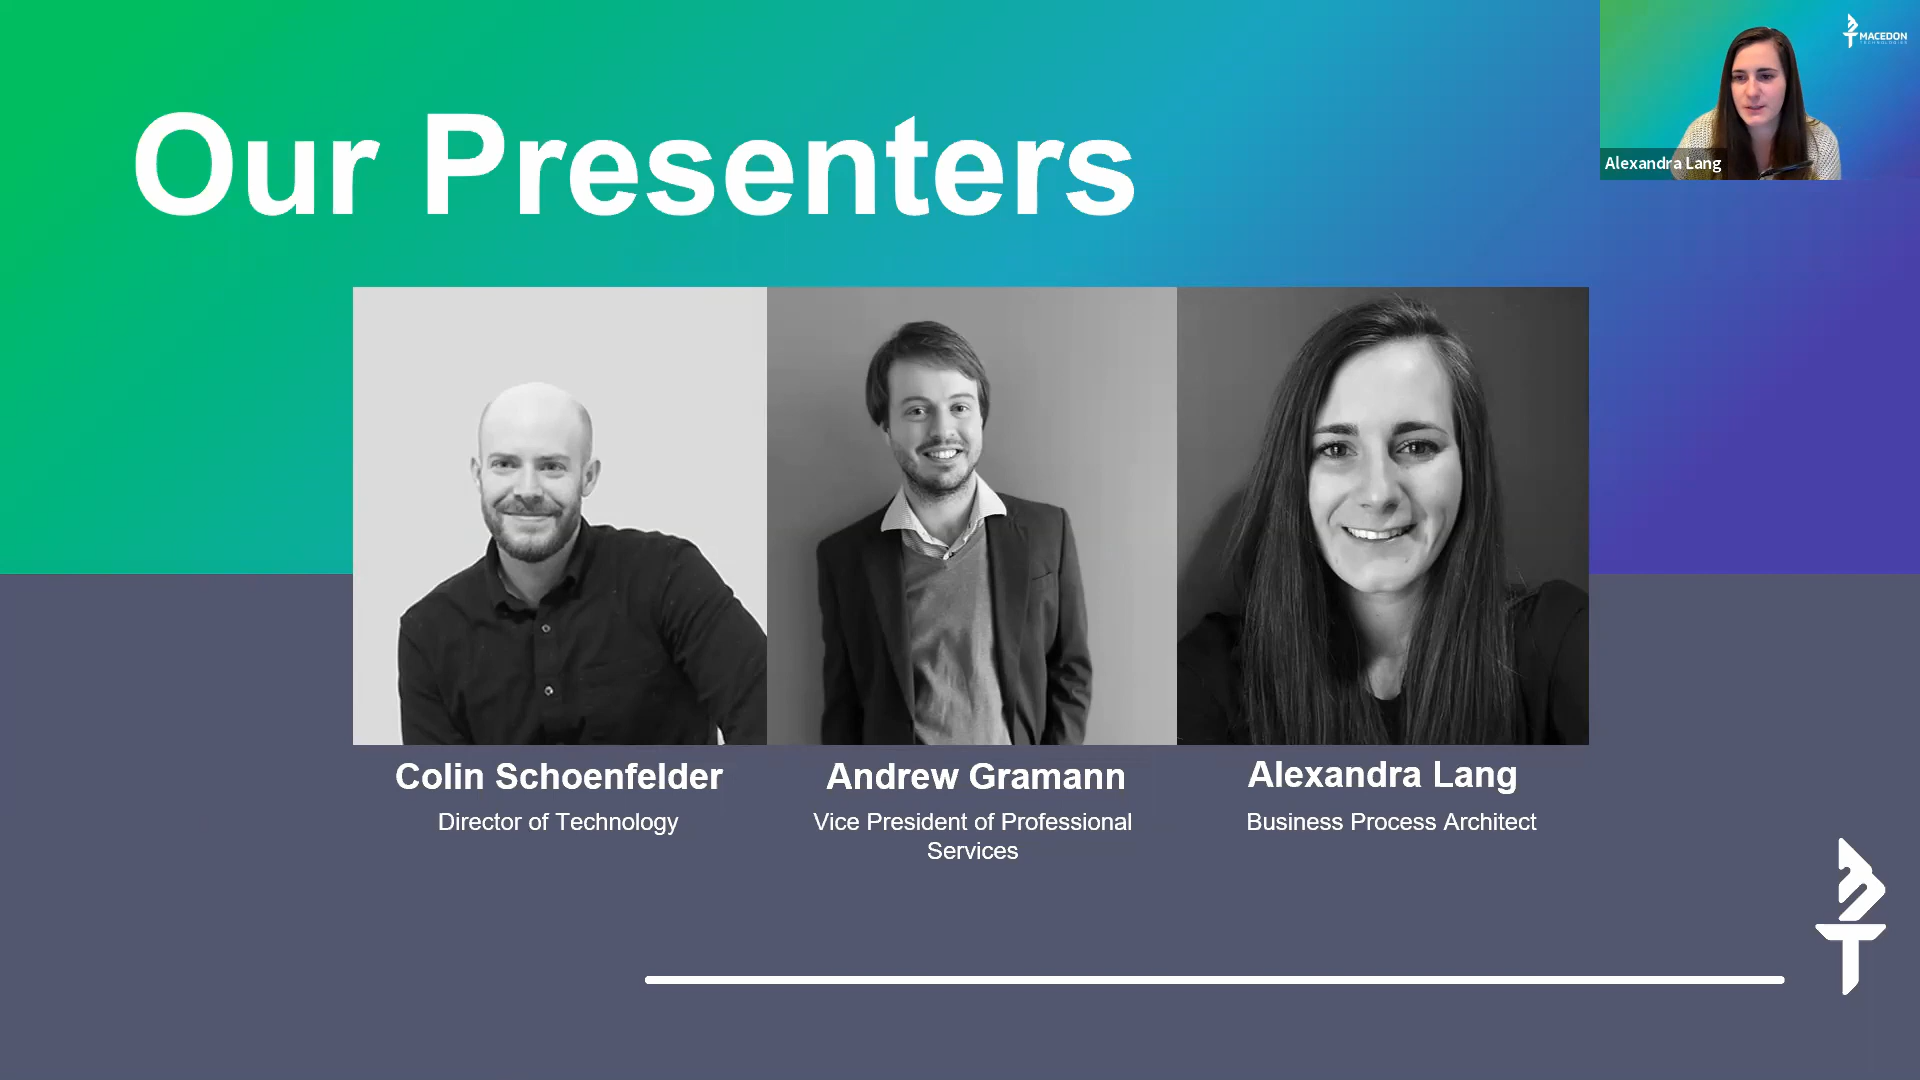 MACEDON
TECHNOLOGIES
Alexandra Lang
Our Presenters
Colin Schoenfelder
Director of Technology
Andrew Gramann
Vice President of Professional
Services
Alexandra Lang
Business Process Architect